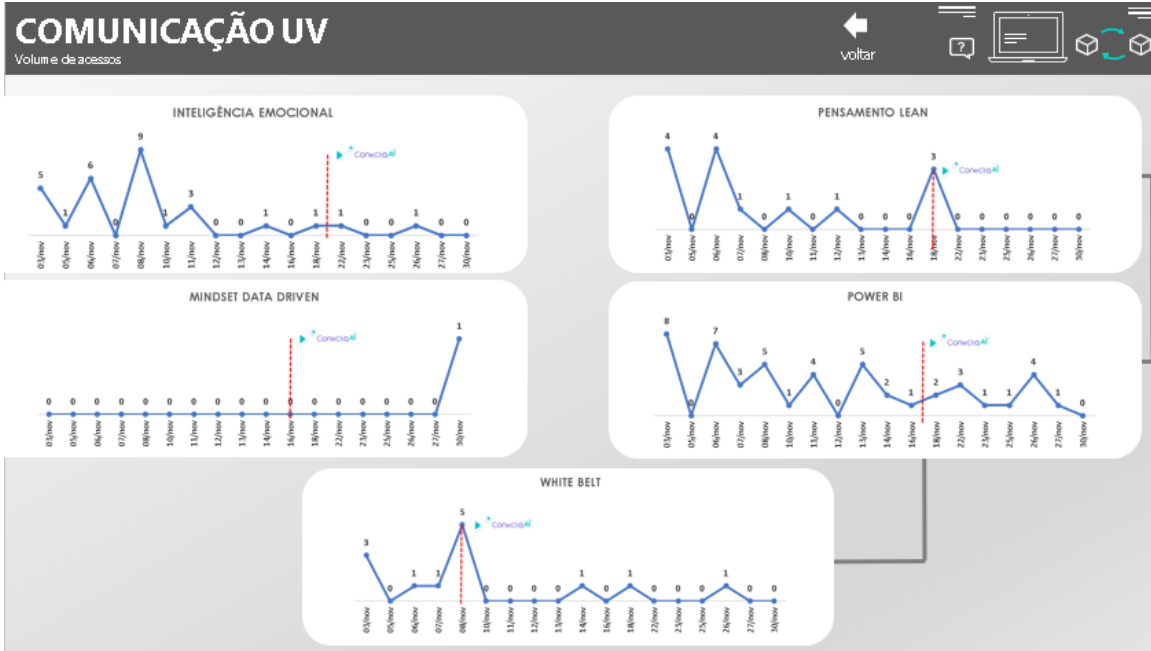 COMUNICAÇÃO UV
Volume de acessos
voltar
?
INTELIGÊNCIA EMOCIONAL
5 1 6 0 9 1 3 0 0 1 0 1 1 0 0 1 0 0
ConectaAí
03/nov 05/nov 06/nov 07/nov 08/nov 10/nov 11/nov 12/nov 13/nov 14/nov 16/nov 18/nov 22/nov 23/nov 25/nov 26/nov 27/nov 30/nov
PENSAMENTO LEAN
4 0 4 1 0 1 0 1 0 0 0 3 0 0 0 0 0 0
ConectaAí
03/nov 05/nov 06/nov 07/nov 08/nov 10/nov 11/nov 12/nov 13/nov 14/nov 16/nov 18/nov 22/nov 23/nov 25/nov 26/nov 27/nov 30/nov
MINDSET DATA DRIVEN
0 0 0 0 0 0 0 0 0 0 0 0 0 0 0 0 0 1
ConectaAí
03/nov 05/nov 06/nov 07/nov 08/nov 10/nov 11/nov 12/nov 13/nov 14/nov 16/nov 18/nov 22/nov 23/nov 25/nov 26/nov 27/nov 30/nov
POWER BI
8 0 7 3 5 1 4 0 5 2 1 2 3 1 1 4 1 0
ConectaAí
03/nov 05/nov 06/nov 07/nov 08/nov 10/nov 11/nov 12/nov 13/nov 14/nov 16/nov 18/nov 22/nov 23/nov 25/nov 26/nov 27/nov 30/nov
WHITE BELT
3 0 1 1 5 0 0 0 0 1 0 1 0 0 0 1 0 0
ConectaAí
03/nov 05/nov 06/nov 07/nov 08/nov 10/nov 11/nov 12/nov 13/nov 14/nov 16/nov 18/nov 22/nov 23/nov 25/nov 26/nov 27/nov 30/nov